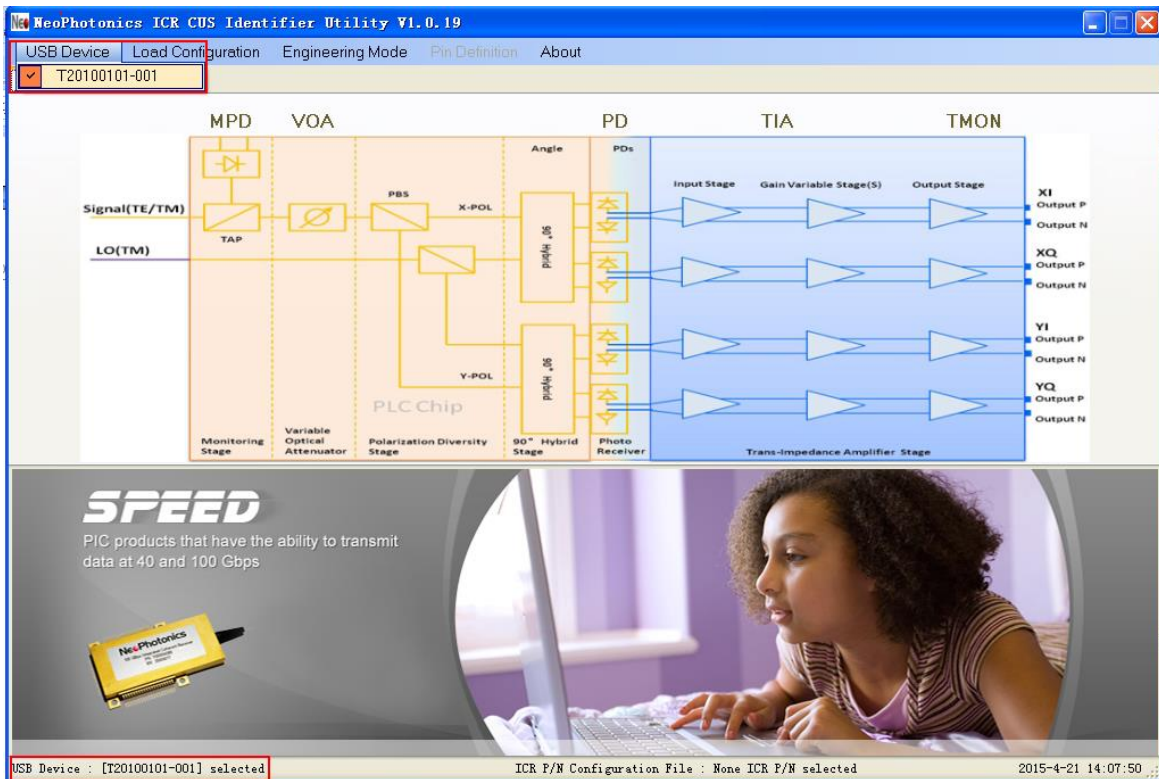 NeoPhotonics ICR CUS Identifier Utility V1.0.19
USB Device Load Configuration Engineering Mode Pin Definition About
T20100101-001
MPD VOA PD TIA TMON
Angle PDs
Input Stage Gain Variable Stage(S) Output Stage
PBS
X-POL
Signal(TE/TM)
TAP
LO(TM)
90° Hybrid
XI
Output P
Output N
XQ
Output P
Output N
YI
Output P
Output N
YQ
Output P
Output N
90° Hybrid
Y-POL
PLC Chip
Monitoring Stage
Variable Optical Attenuator
Polarization Diversity Stage
90° Hybrid Stage
Photo Receiver
Trans-Impedance Amplifier Stage
SPEED
PIC products that have the ability to transmit
data at 40 and 100 Gbps
NeoPhotonics
USB Device : [T20100101-001] selected
ICR P/N Configuration File : None ICR P/N selected
2015-4-21 14:07:50